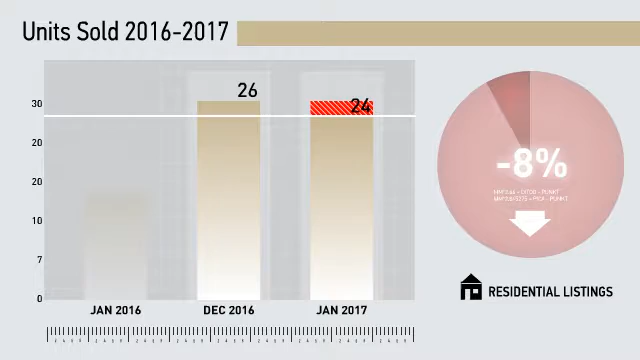 Units Sold 2016-2017
26
24
30
20
20
10
7
0
JAN 2016
DEC 2016
JAN 2017
-8%
RESIDENTIAL LISTINGS